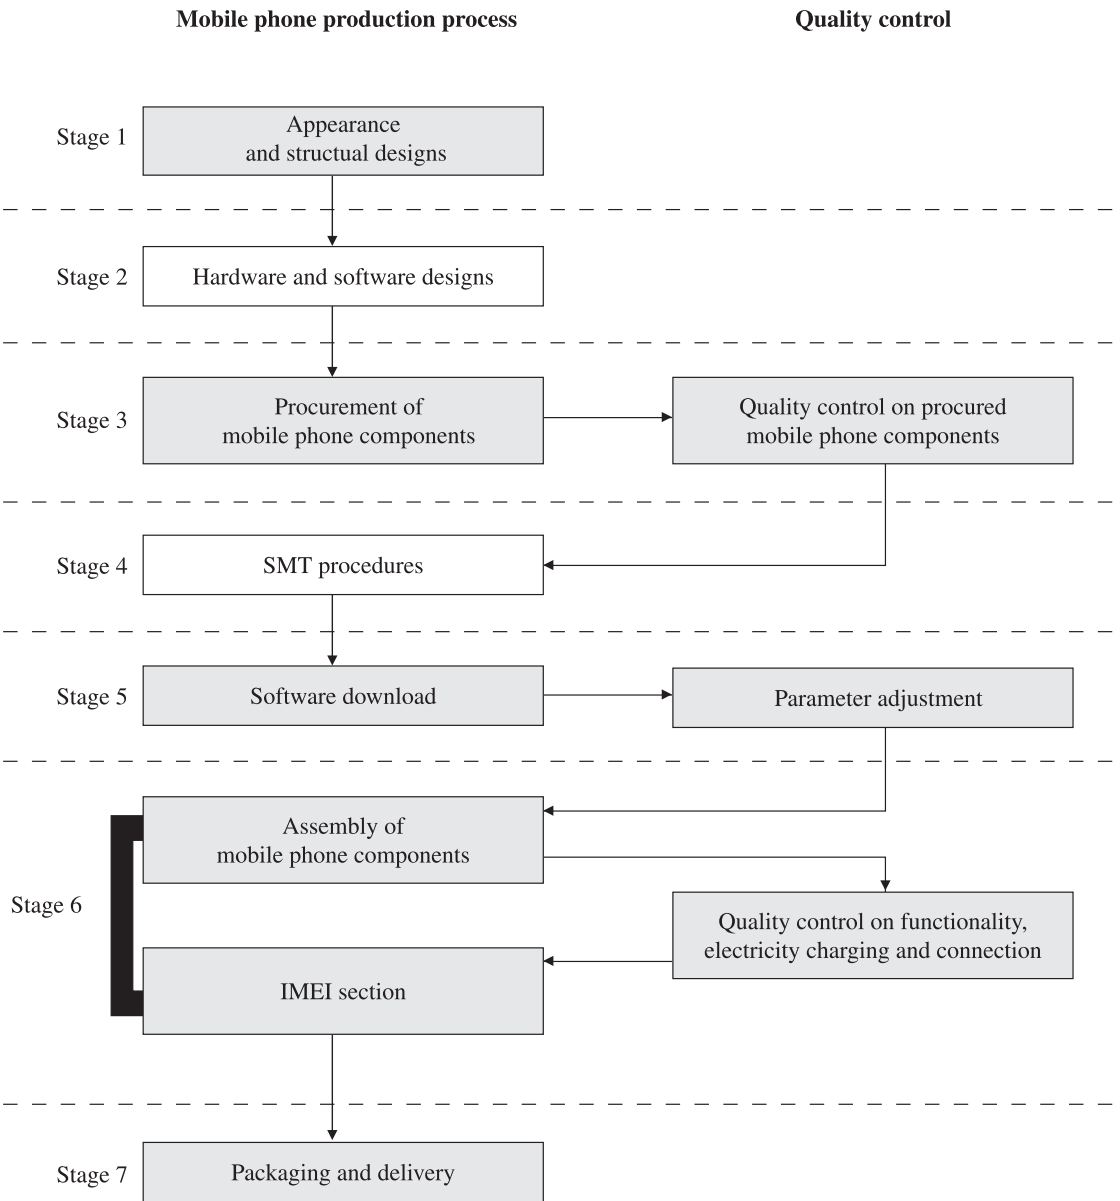 Mobile phone production process
Quality control
Stage 1
Appearance
and structual designs
Stage 2
Hardware and software designs
Stage 3
Procurement of
mobile phone components
Quality control on procured
mobile phone components
Stage 4
SMT procedures
Stage 5
Software download
Parameter adjustment
Stage 6
Assembly of
mobile phone components
Quality control on functionality,
electricity charging and connection
IMEI section
Stage 7
Packaging and delivery